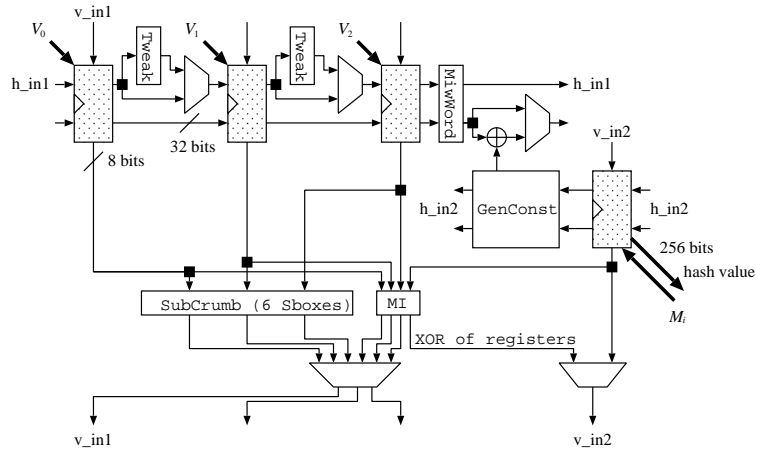 v_in1
V0
V1
V2
Tweak
Tweak
h_in1
MiwWord
h_in1
v_in2
8 bits
32 bits
h_in2
GenConst
h_in2
256 bits
hash value
SubCrumb (6 Sboxes)
MI
Mi
XOR of registers
v_in1
v_in2